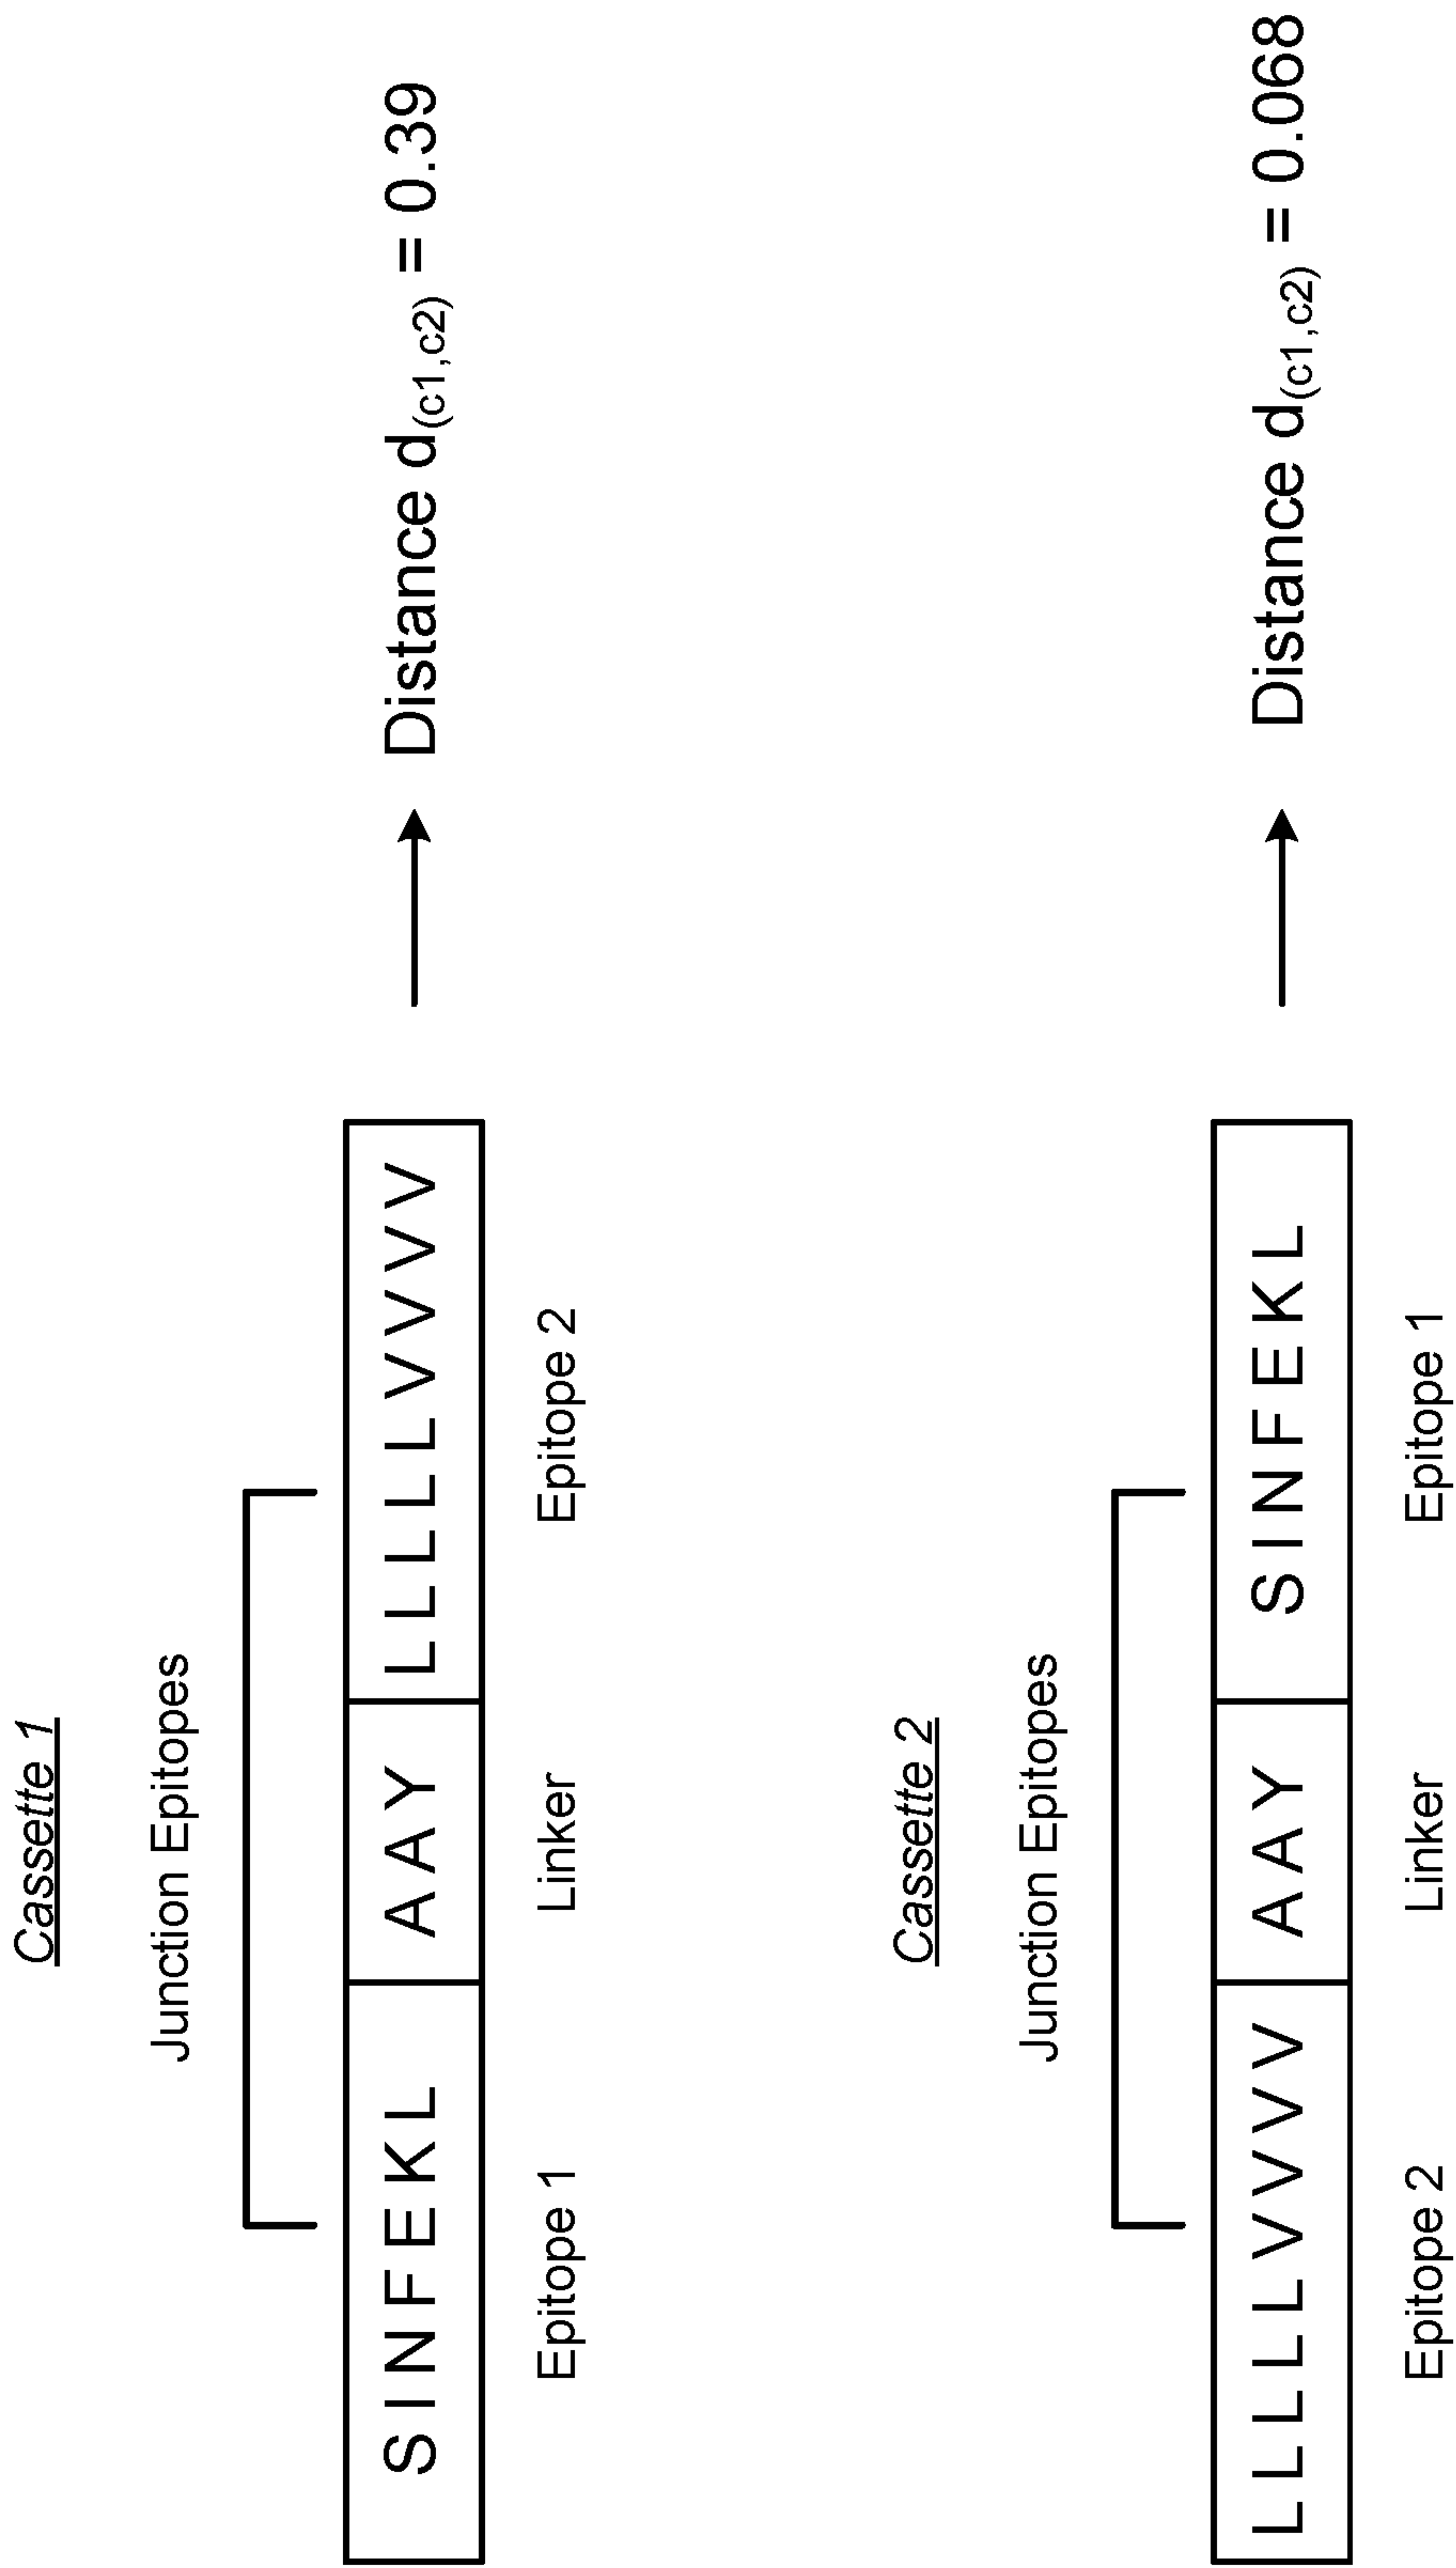 Cassette 1
Junction Epitopes
S I N F E K L A A Y L L L L L V V V V → Distance d(c1,c2) = 0.39
Epitope 1 Linker Epitope 2
Cassette 2
Junction Epitopes
L L L L L V V V V A A Y S I N F E K L → Distance d(c1,c2) = 0.068
Epitope 2 Linker Epitope 1